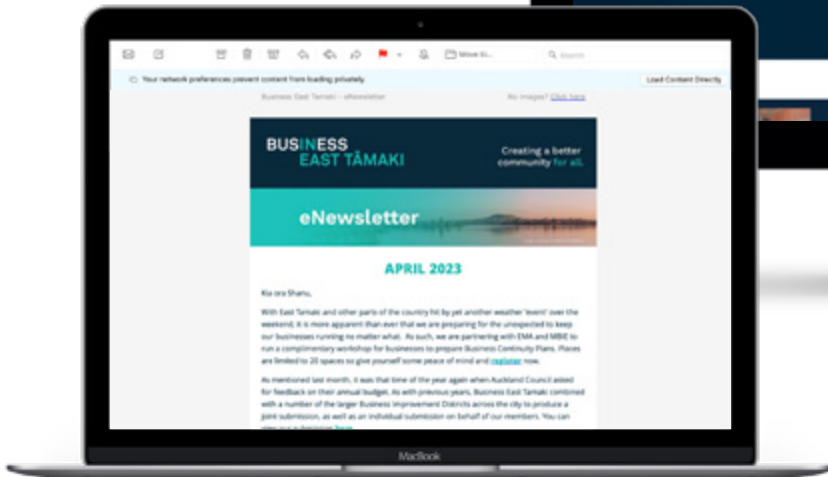 Move to...
Search
Your network preferences prevent content from loading privately.
Load Content Directly
Business East Tamaki - eNewsletter
No images? Click here
BUSINESS
EAST TĀMAKI
Creating a better
community for all.
eNewsletter
APRIL 2023
Kia ora Shanu,
With East Tamaki and other parts of the country hit by yet another weather 'event' over the
weekend, it is more apparent than ever that we are preparing for the unexpected to keep
our businesses running no matter what. As such, we are partnering with EMA and MBIE to
run a complimentary workshop for businesses to prepare Business Continuity Plans. Places
are limited to 20 spaces so give yourself some peace of mind and register now.
As mentioned last month, it was that time of the year again when Auckland Council asked
for feedback on their annual budget. As with previous years, Business East Tamaki combined
with a number of the larger Business Improvement Districts across the city to produce a
joint submission, as well as an individual submission on behalf of our members. You can
view our submission here
MacBook